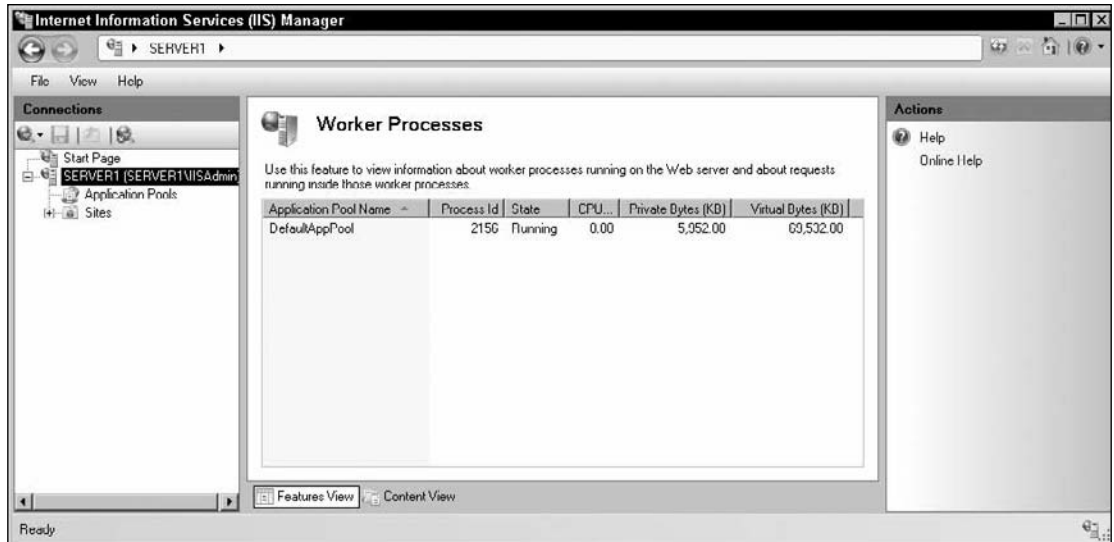 Internet Information Services (IIS) Manager
SERVER1
File View Help
Connections
Start Page
SERVER1 (SERVER1\IISAdmin
Application Pools
Sites
Worker Processes
Use this feature to view information about worker processes running on the Web server and about requests
running inside those worker processes.
Application Pool Name Process Id State CPU... Private Bytes (KB) Virtual Bytes (KB)
DefaultAppPool 2156 Running 0.00 5,952.00 69,532.00
Features View Content View
Actions
Help
Online Help
Ready